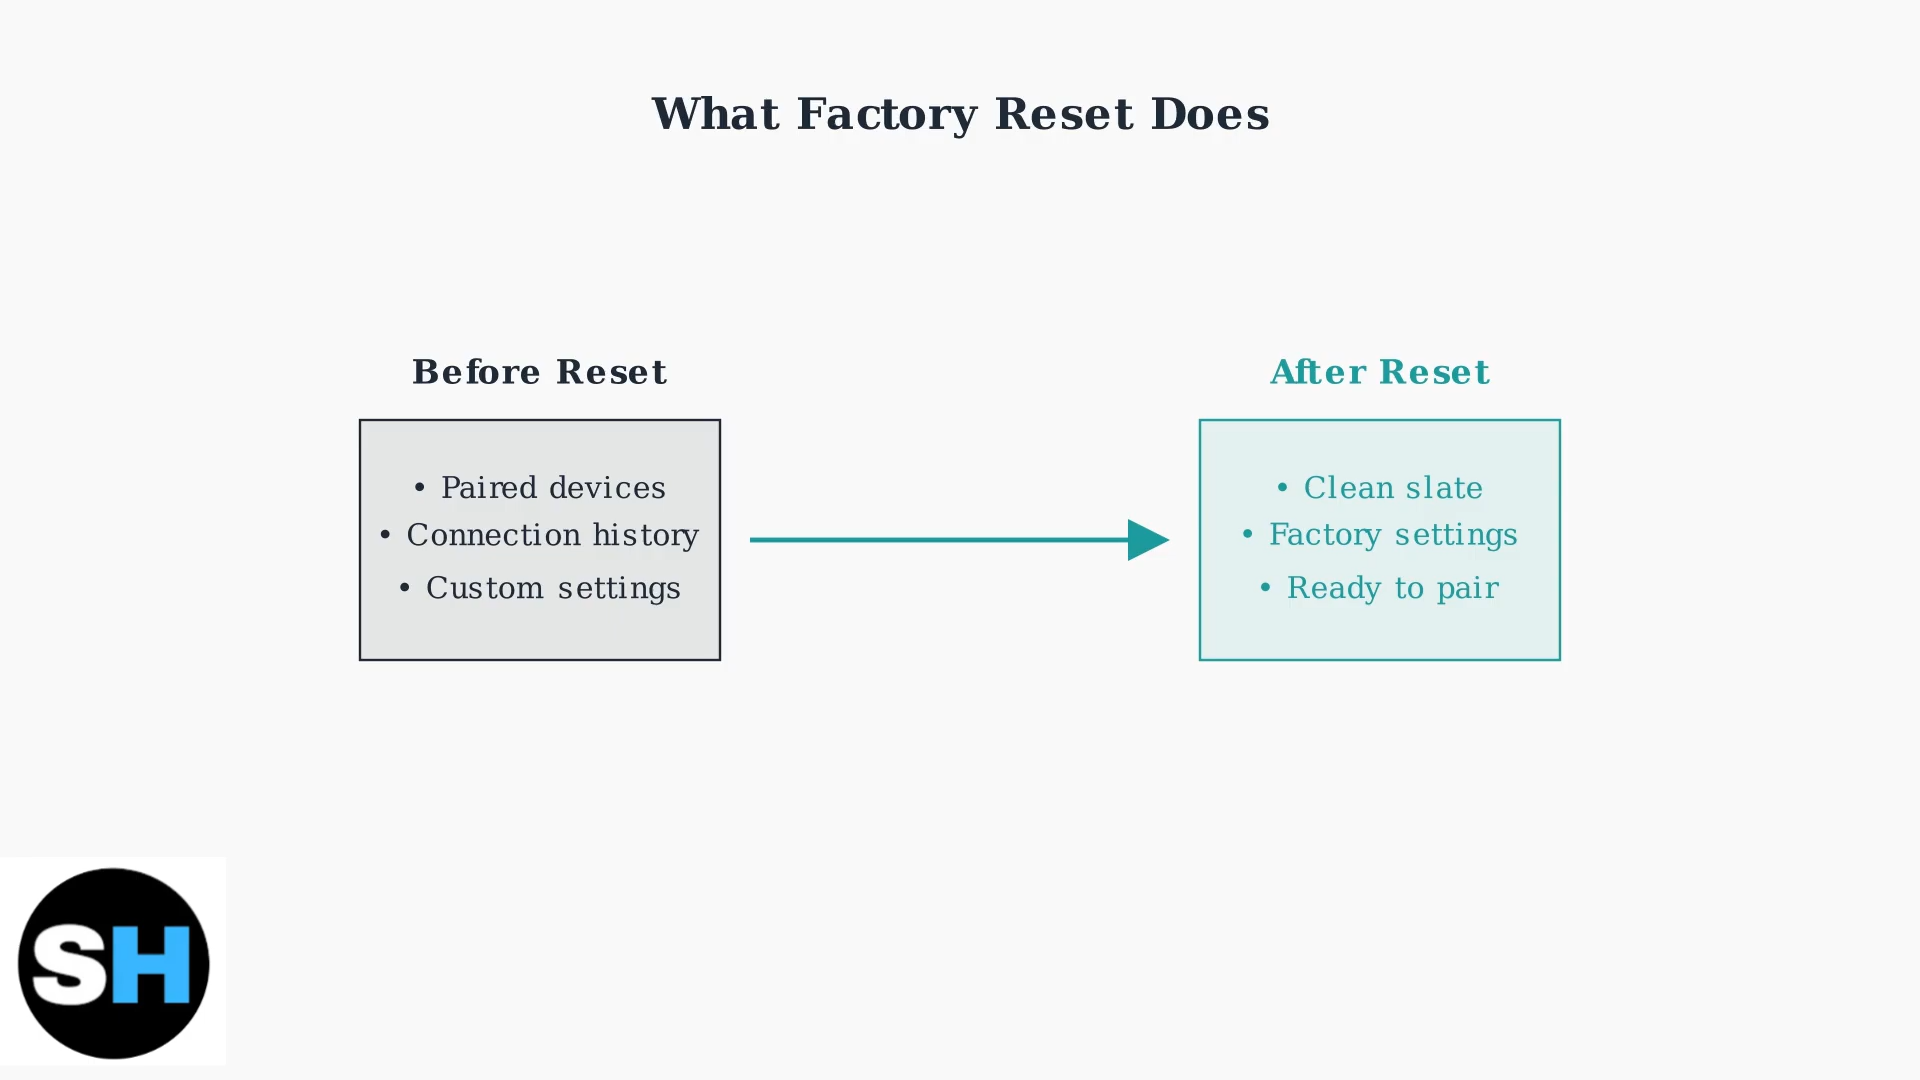 What Factory Reset Does
Before Reset
• Paired devices
• Connection history
• Custom settings
After Reset
• Clean slate
• Factory settings
• Ready to pair
SH